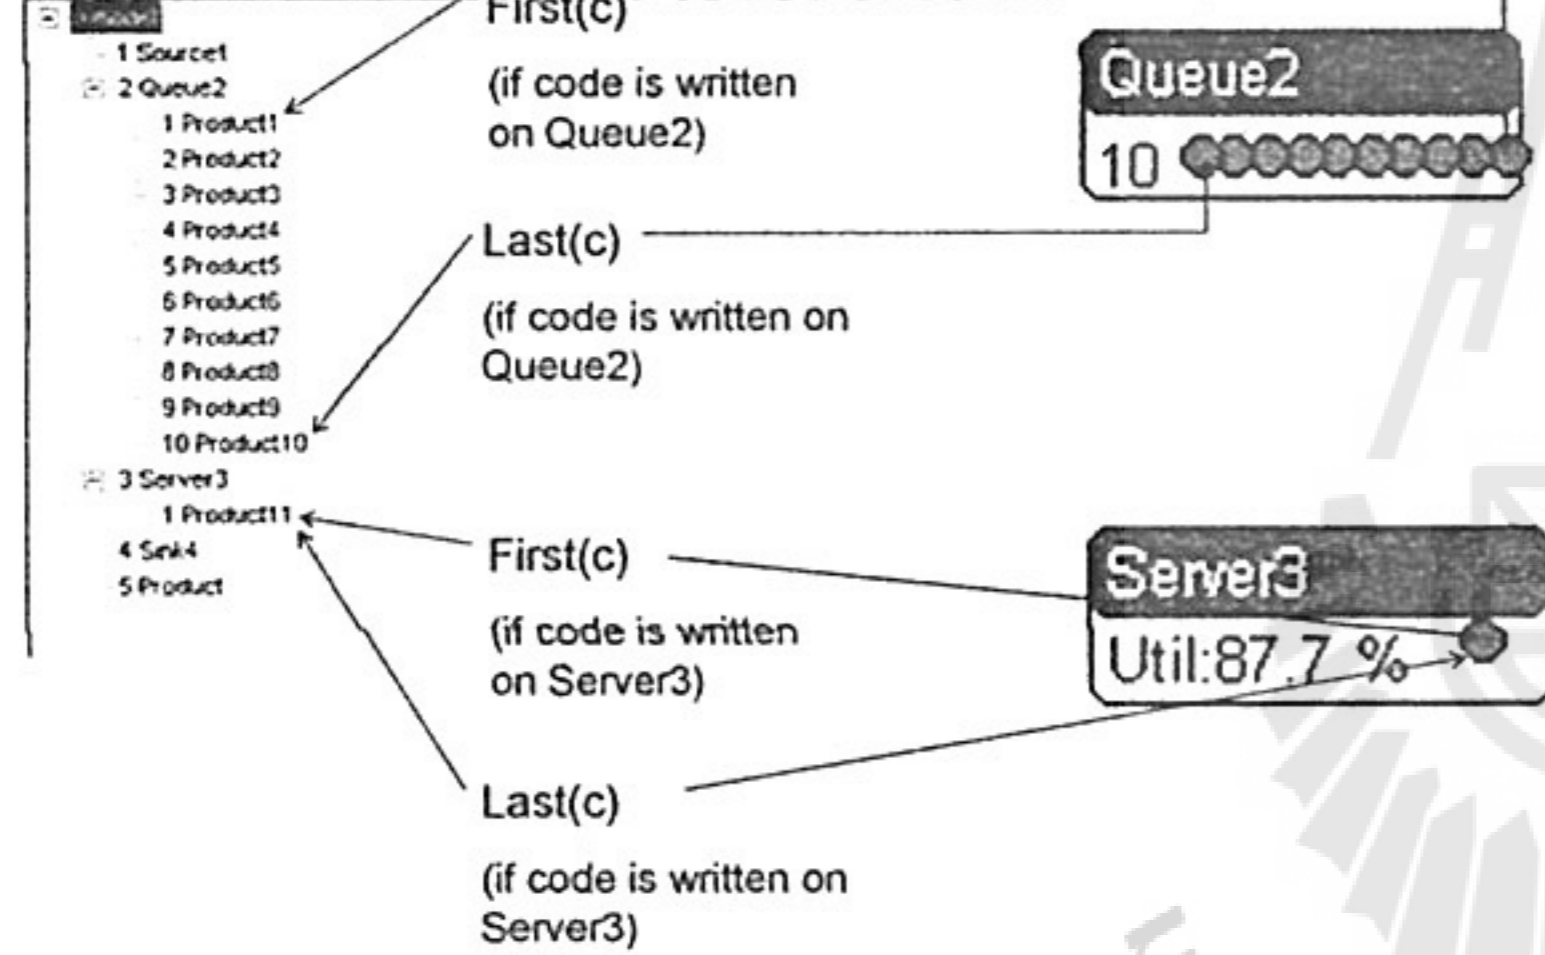 First(c)
1 Source1
(if code is written
on Queue2)
2 Queue2
1 Product1
2 Product2
3 Product3
4 Product4
5 Product5
6 Product6
7 Product7
8 Product8
9 Product9
10 Product10
3 Server3
1 Product11
4 Sink4
5 Product
Queue2
10
Last(c)
(if code is written on
Queue2)
First(c)
(if code is written
on Server3)
Server3
Util:87.7 %
Last(c)
(if code is written on
Server3)